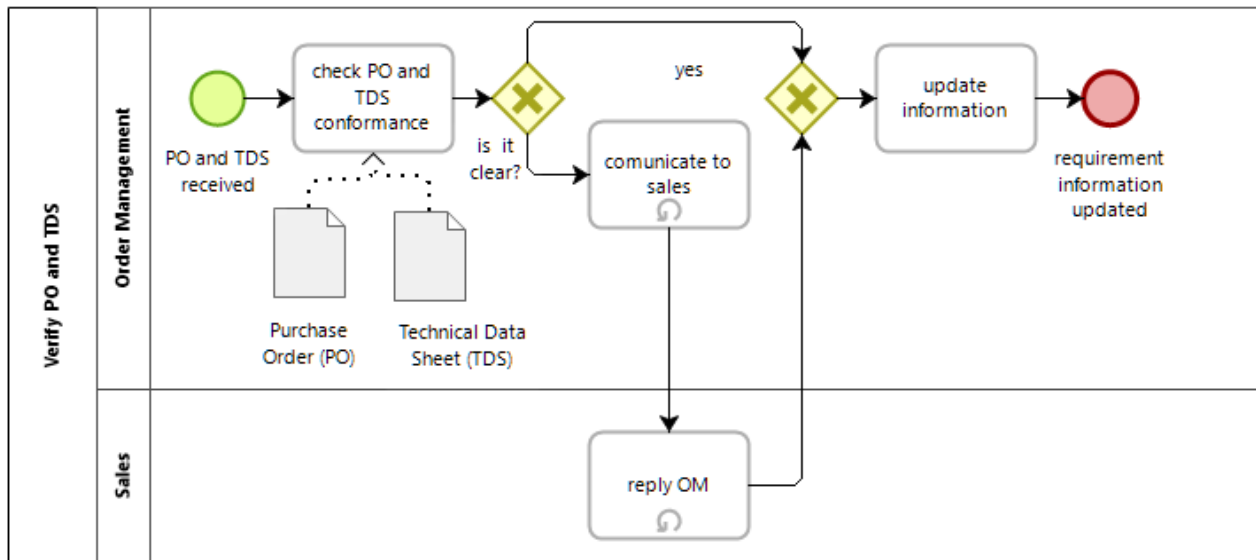 Verify PO and TDS
Order Management
PO and TDS
received
check PO and
TDS
conformance
is it
clear?
yes
comunicate to
sales
update
information
requirement
information
updated
Purchase
Order (PO)
Technical Data
Sheet (TDS)
Sales
reply OM